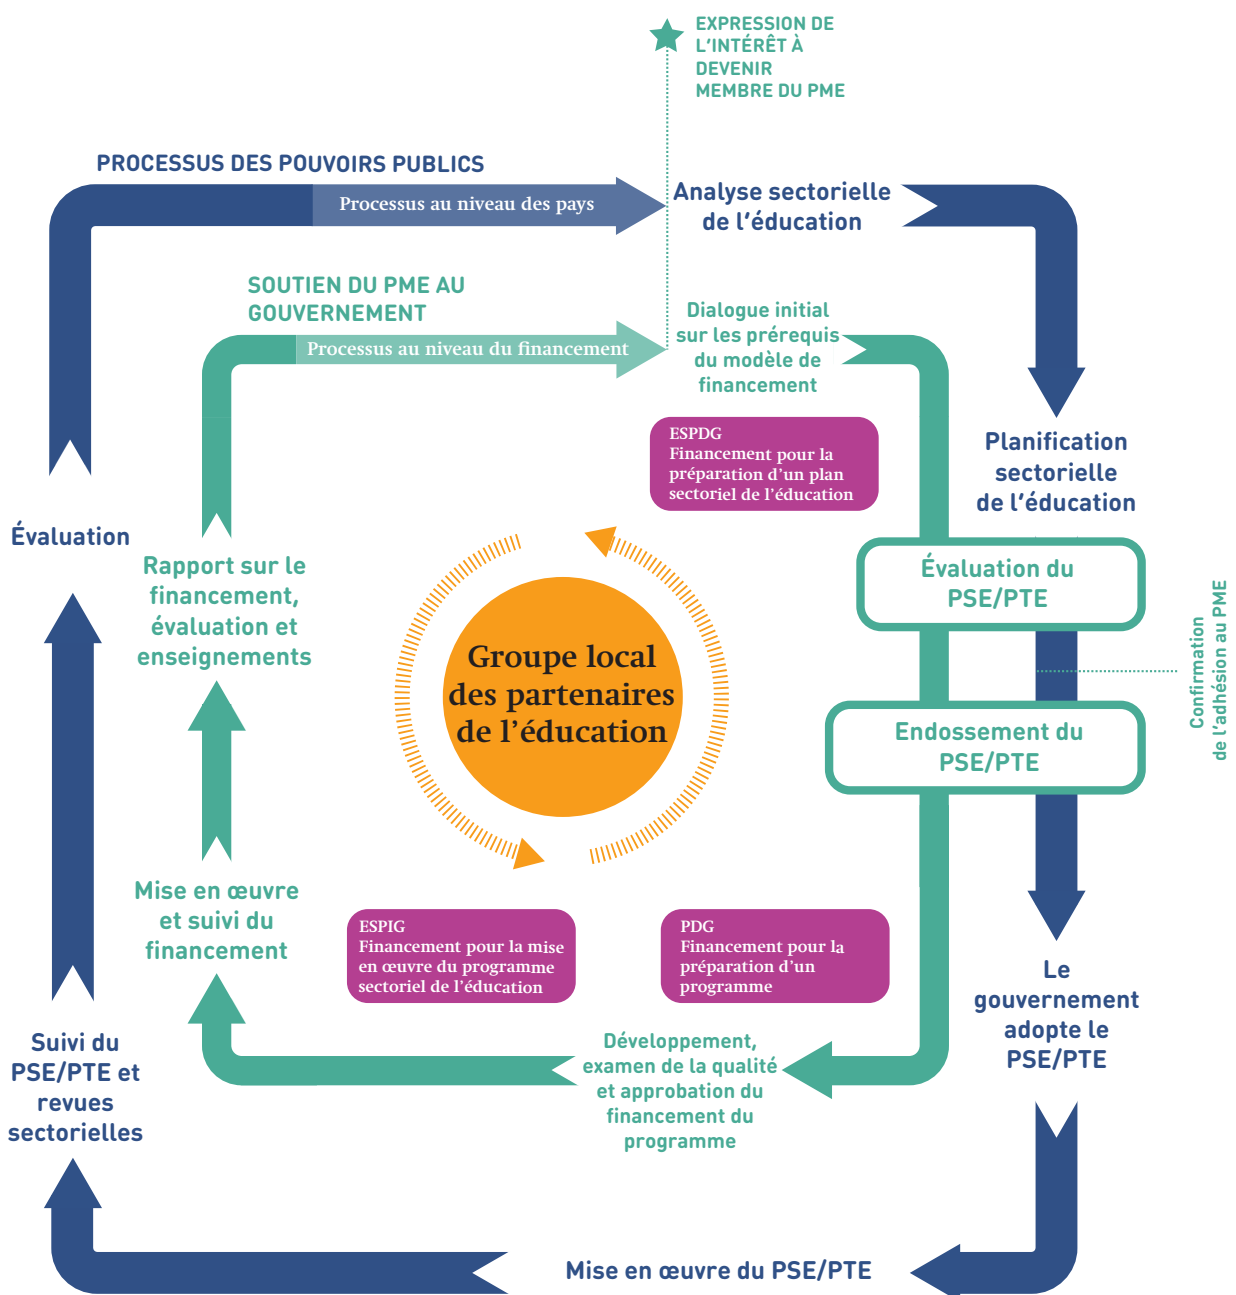 EXPRESSION DE
L'INTÉRÊT À
DEVENIR
MEMBRE DU PME
PROCESSUS DES POUVOIRS PUBLICS
Processus au niveau des pays
Analyse sectorielle
de l'éducation
SOUTIEN DU PME AU
GOUVERNEMENT
Processus au niveau du financement
Dialogue initial
sur les prérequis
du modèle de
financement
ESPDG
Financement pour la
préparation d'un plan
sectoriel de l'éducation
Planification
sectorielle
de l'éducation
Évaluation
Rapport sur le
financement,
évaluation et
enseignements
Évaluation du
PSE/PTE
Confirmation
de l'adhésion au PME
Groupe local
des partenaires
de l'éducation
Endossement du
PSE/PTE
Mise en œuvre
et suivi du
financement
ESPIG
Financement pour la mise
en œuvre du programme
sectoriel de l'éducation
PDG
Financement pour la
préparation d'un
programme
Le
gouvernement
adopte le
PSE/PTE
Suivi du
PSE/PTE et
revues
sectorielles
Développement,
examen de la qualité
et approbation du
financement du
programme
Mise en œuvre du PSE/PTE